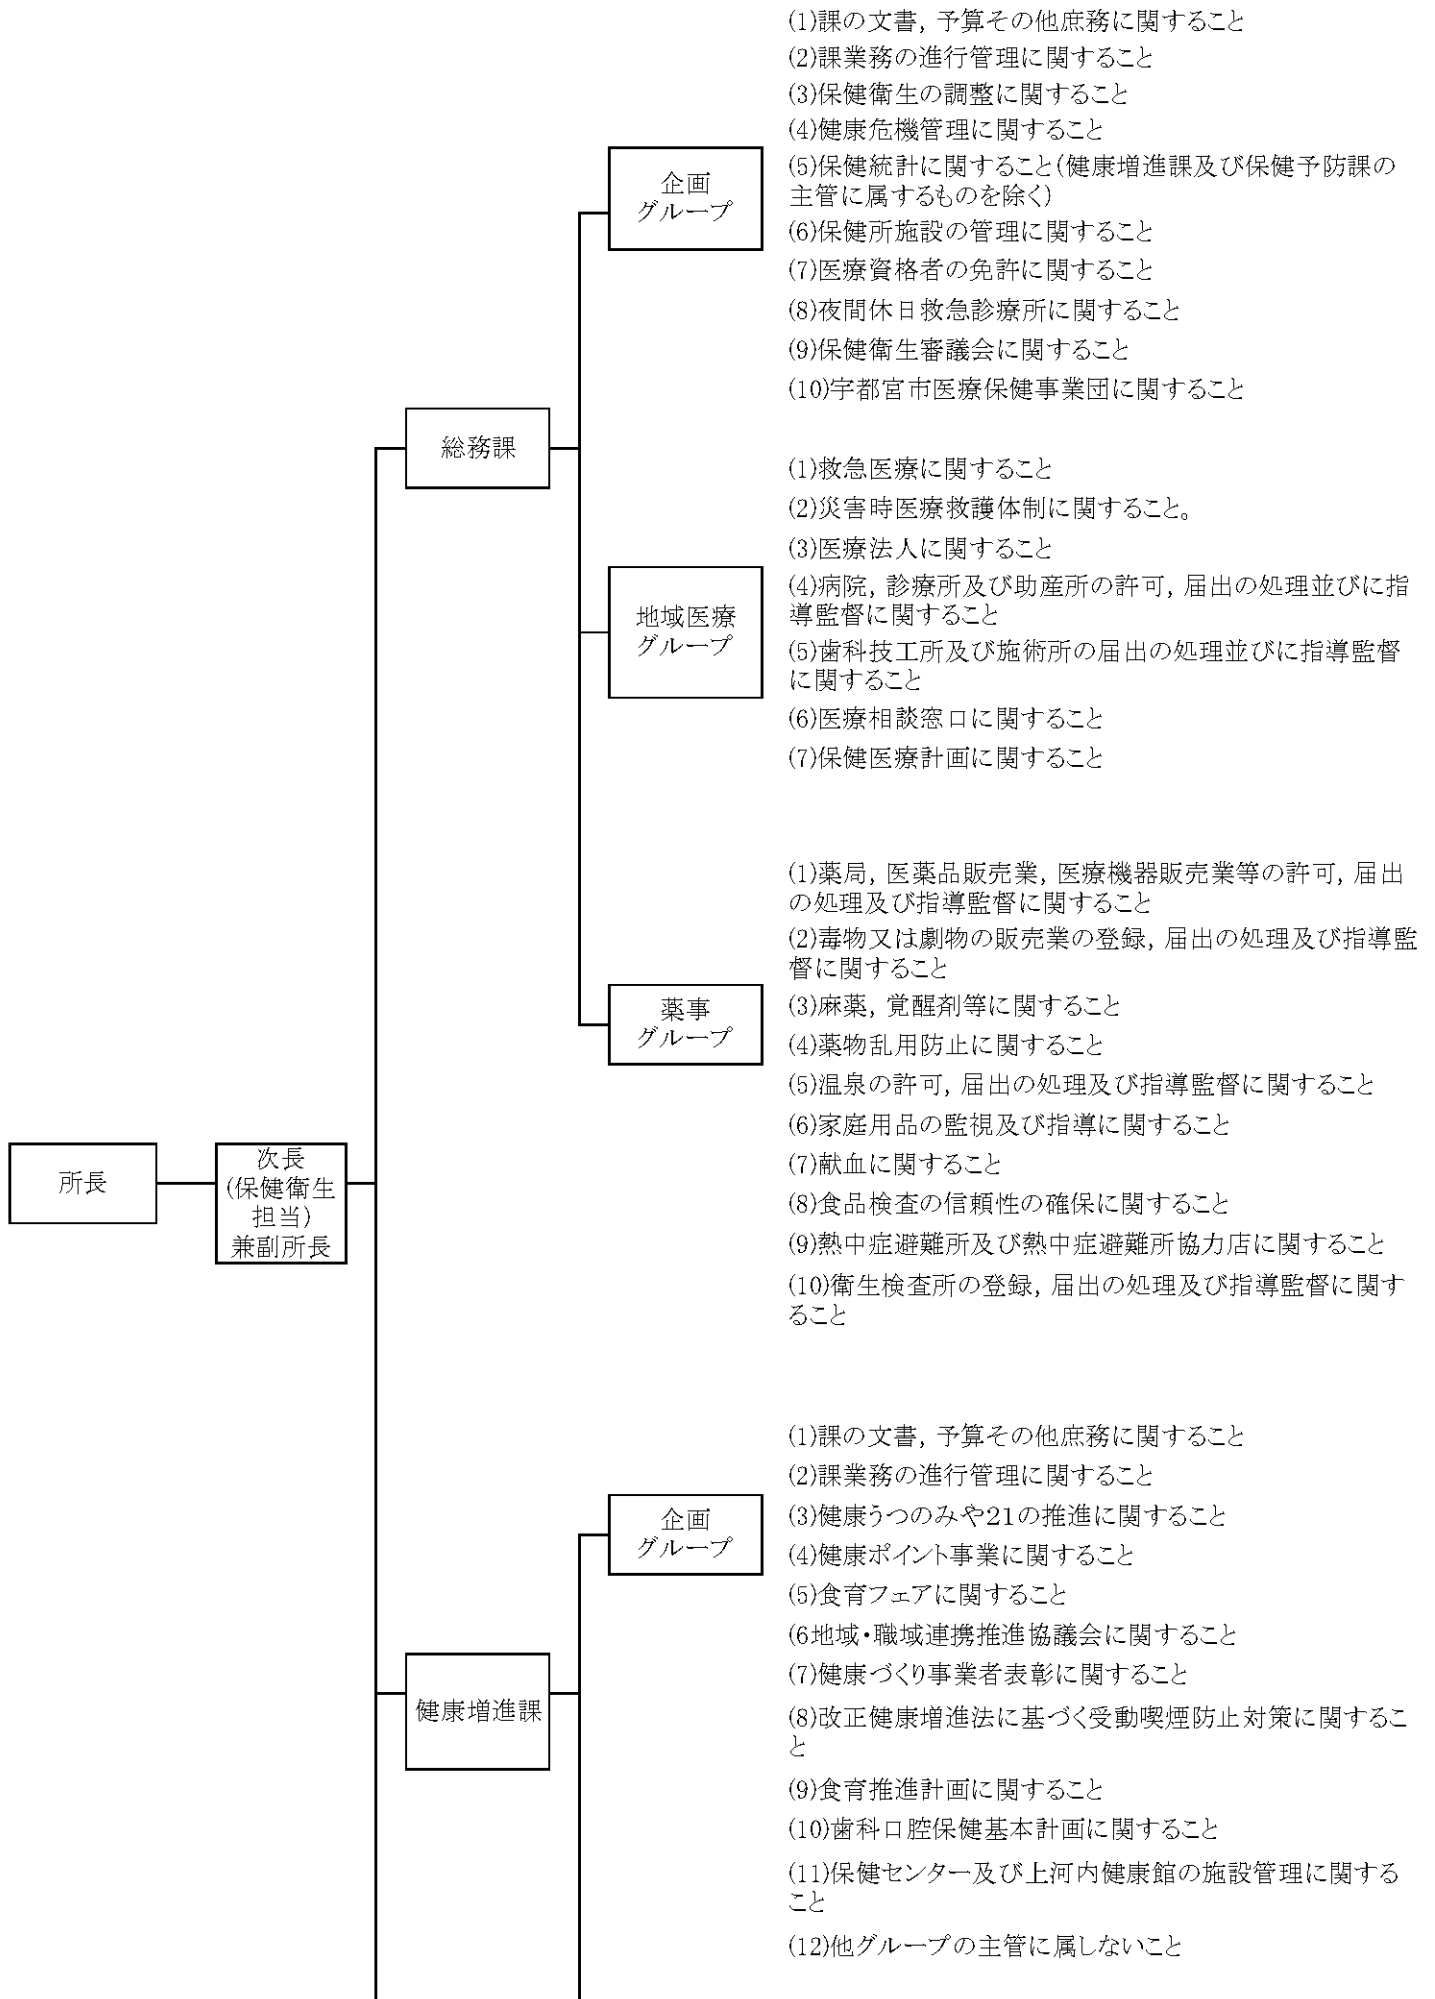 所長
次長
(保健衛生
担当)
兼副所長
総務課
企画
グループ
(1)課の文書, 予算その他庶務に関すること
(2)課業務の進行管理に関すること
(3)保健衛生の調整に関すること
(4)健康危機管理に関すること
(5)保健統計に関すること(健康増進課及び保健予防課の
主管に属するものを除く)
(6)保健所施設の管理に関すること
(7)医療資格者の免許に関すること
(8)夜間休日救急診療所に関すること
(9)保健衛生審議会に関すること
(10)宇都宮市医療保健事業団に関すること
地域医療
グループ
(1)救急医療に関すること
(2)災害時医療救護体制に関すること。
(3)医療法人に関すること
(4)病院, 診療所及び助産所の許可, 届出の処理並びに指
導監督に関すること
(5)歯科技工所及び施術所の届出の処理並びに指導監督
に関すること
(6)医療相談窓口に関すること
(7)保健医療計画に関すること
薬事
グループ
(1)薬局, 医薬品販売業, 医療機器販売業等の許可, 届出
の処理及び指導監督に関すること
(2)毒物又は劇物の販売業の登録, 届出の処理及び指導監
督に関すること
(3)麻薬, 覚醒剤等に関すること
(4)薬物乱用防止に関すること
(5)温泉の許可, 届出の処理及び指導監督に関すること
(6)家庭用品の監視及び指導に関すること
(7)献血に関すること
(8)食品検査の信頼性の確保に関すること
(9)熱中症避難所及び熱中症避難所協力店に関すること
(10)衛生検査所の登録, 届出の処理及び指導監督に関す
ること
健康増進課
企画
グループ
(1)課の文書, 予算その他庶務に関すること
(2)課業務の進行管理に関すること
(3)健康うつのみや21の推進に関すること
(4)健康ポイント事業に関すること
(5)食育フェアに関すること
(6地域・職域連携推進協議会に関すること
(7)健康づくり事業者表彰に関すること
(8)改正健康増進法に基づく受動喫煙防止対策に関するこ
と
(9)食育推進計画に関すること
(10)歯科口腔保健基本計画に関すること
(11)保健センター及び上河内健康館の施設管理に関する
こと
(12)他グループの主管に属しないこと